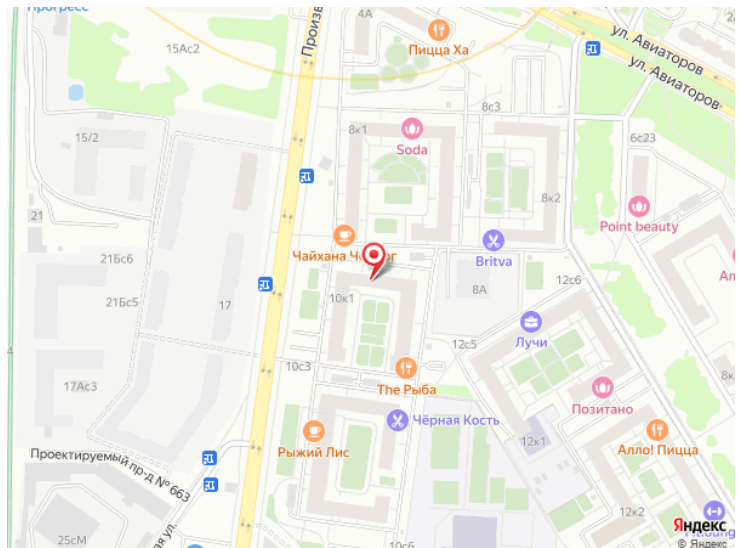 Прогресс
15Ас2
Произв
4А
Пицца Ха
ул. Авиаторов
ул. Авиаторов
8с3
15/2
8к1
Soda
6с23
8к2
21
Point beauty
Чайхана
Britva
21Бс6
21Бс5
17
10к1
8А
12с6
Лучи
12с5
10с3
The Рыба
17Ас3
Позитано
Чёрная Кость
Рыжий Лис
12к1
Алло! Пицца
Проектируемый пр-д № 663
12к2
25сМ
10с6
Яндекс
© Яндекс